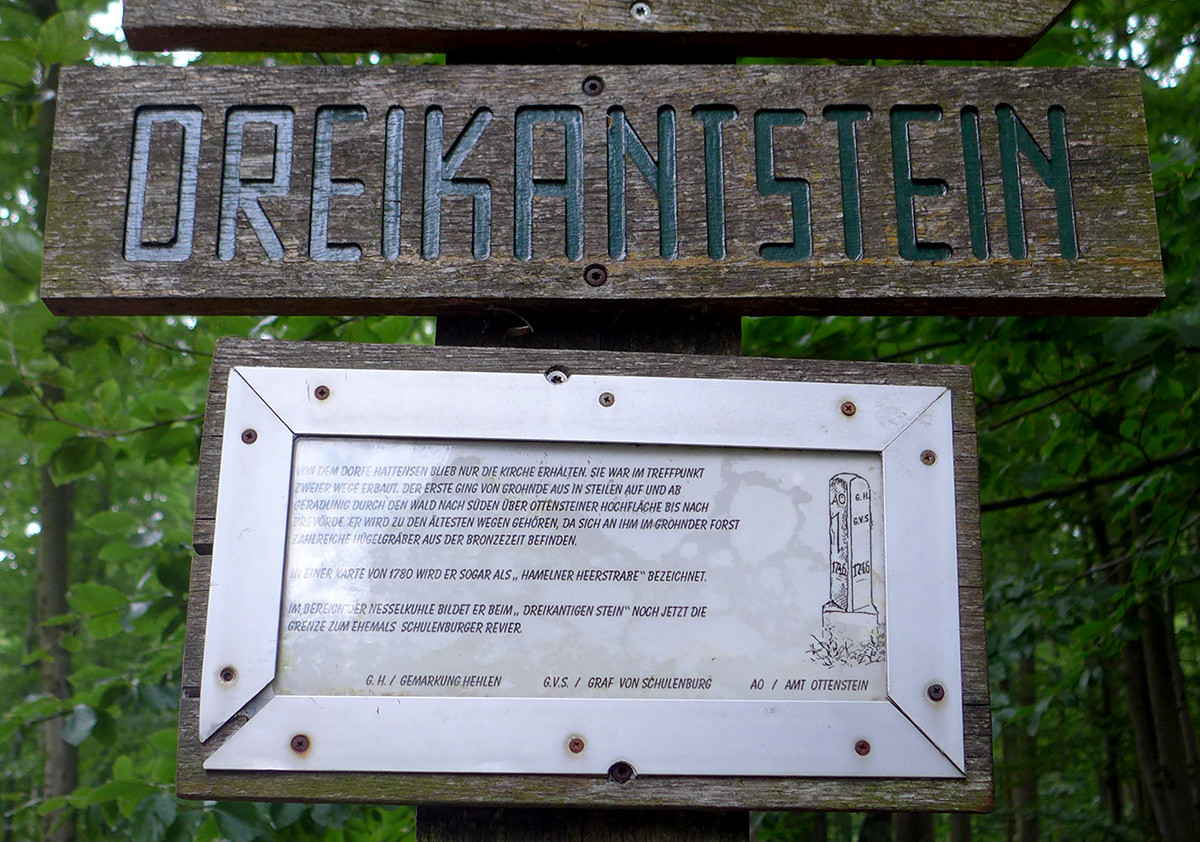 DREIKANTSTEIN
VON DEM DORFE HATTENSEN BLIEB NUR DIE KIRCHE ERHALTEN. SIE WAR IM TREFFPUNKT
ZWEIER WEGE ERBAUT. DER ERSTE GING VON GROHNDE AUS IN STEILEN AUF UND AB
GERADLINIG DURCH DEN WALD NACH SÜDEN ÜBER OTTENSTEINER HOCHFLÄCHE BIS NACH
BREVÖRDE. ER WIRD ZU DEN ÄLTESTEN WEGEN GEHÖREN, DA SICH AN IHM IM GROHNDER FORST
ZAHLREICHE HÜGELGRÄBER AUS DER BRONZEZEIT BEFINDEN.
IN EINER KARTE VON 1780 WIRD ER SOGAR ALS „ HAMELNER HEERSTRAßE" BEZEICHNET.
IM BEREICH DER NESSELKUHLE BILDET ER BEIM „ DREIKANTIGEN STEIN" NOCH JETZT DIE
GRENZE ZUM EHEMALS SCHULENBURGER REVIER.
AO G. H.
1 G.V.S
1746 1746
G. H. / GEMARKUNG HEHLEN G.V.S. / GRAF VON SCHULENBURG AO / AMT OTTENSTEIN